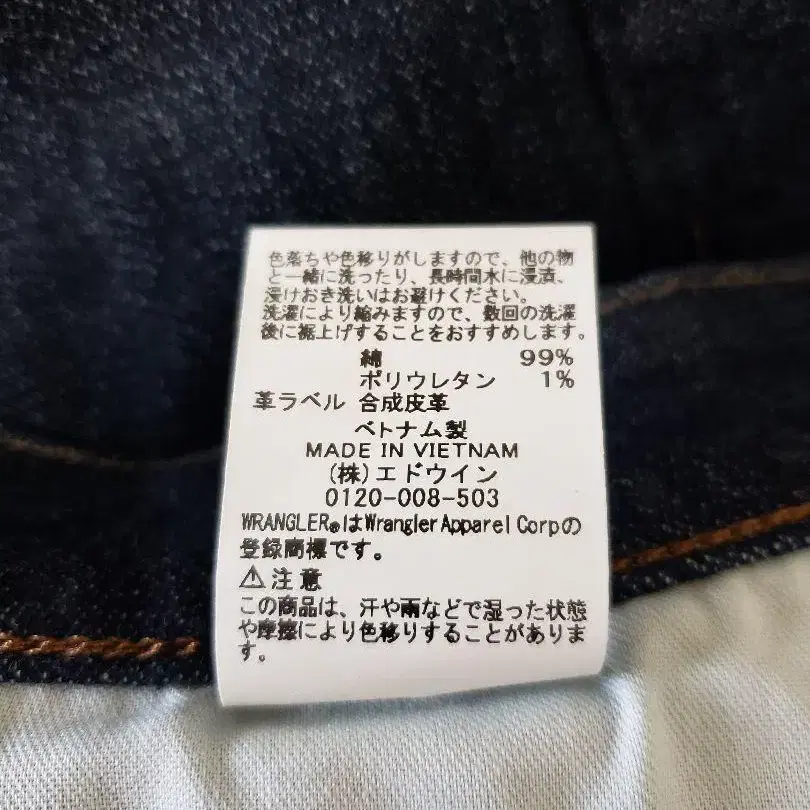 色落ちや色移りがしますので、他の物
と一緒に洗ったり、長時間水に浸漬、
浸けおき洗いはお避けください。
洗濯により縮みますので、数回の洗濯
後に裾上げすることをおすすめします。
綿 99%
ポリウレタン 1%
革ラベル 合成皮革
ベトナム製
MADE IN VIETNAM
(株)エドウイン
0120-008-503
WRANGLER®はWrangler Apparel Corpの
登録商標です。
⚠注意
この商品は、汗や雨などで湿った状態
や摩擦により色移りすることがありま
す。